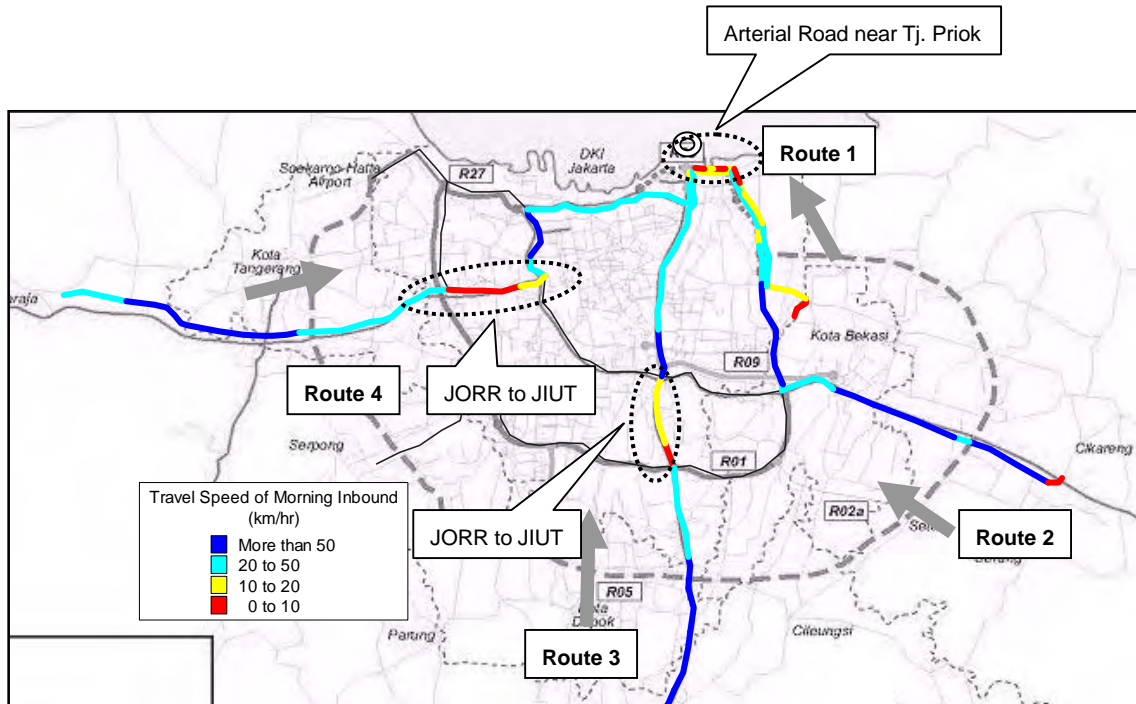 Arterial Road near Tj. Priok
Route 1
DKI
Jakarta
Soekarno-Hatta
Airport
R27
Kota
Tangerang
Kota Bekasi
R09
Route 4
JORR to JIUT
Serpong
Cikareng
R01
Travel Speed of Morning Inbound
(km/hr)
More than 50
20 to 50
10 to 20
0 to 10
JORR to JIUT
R02a
Route 2
R05
Parung
Cileungsi
Route 3